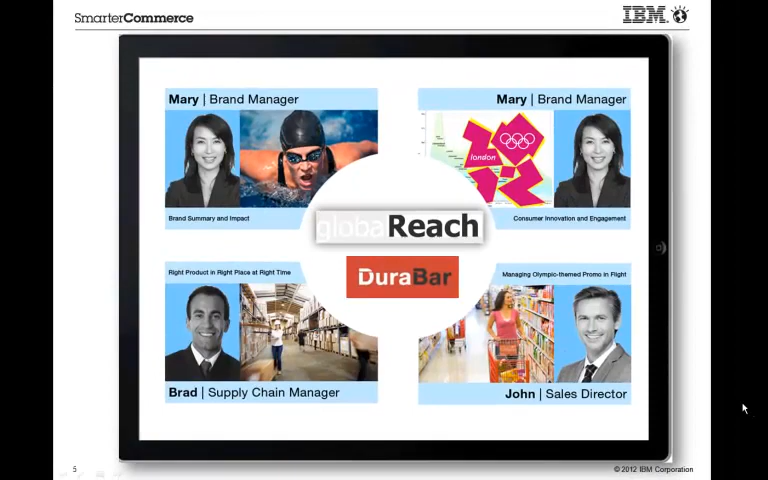 SmarterCommerce
IBM
Mary | Brand Manager
Mary | Brand Manager
london
Brand Summary and Impact
Consumer Innovation and Engagement
globalReach
DuraBar
Right Product in Right Place at Right Time
Managing Olympic-themed Promo in Flight
Brad | Supply Chain Manager
John | Sales Director
5
© 2012 IBM Corporation